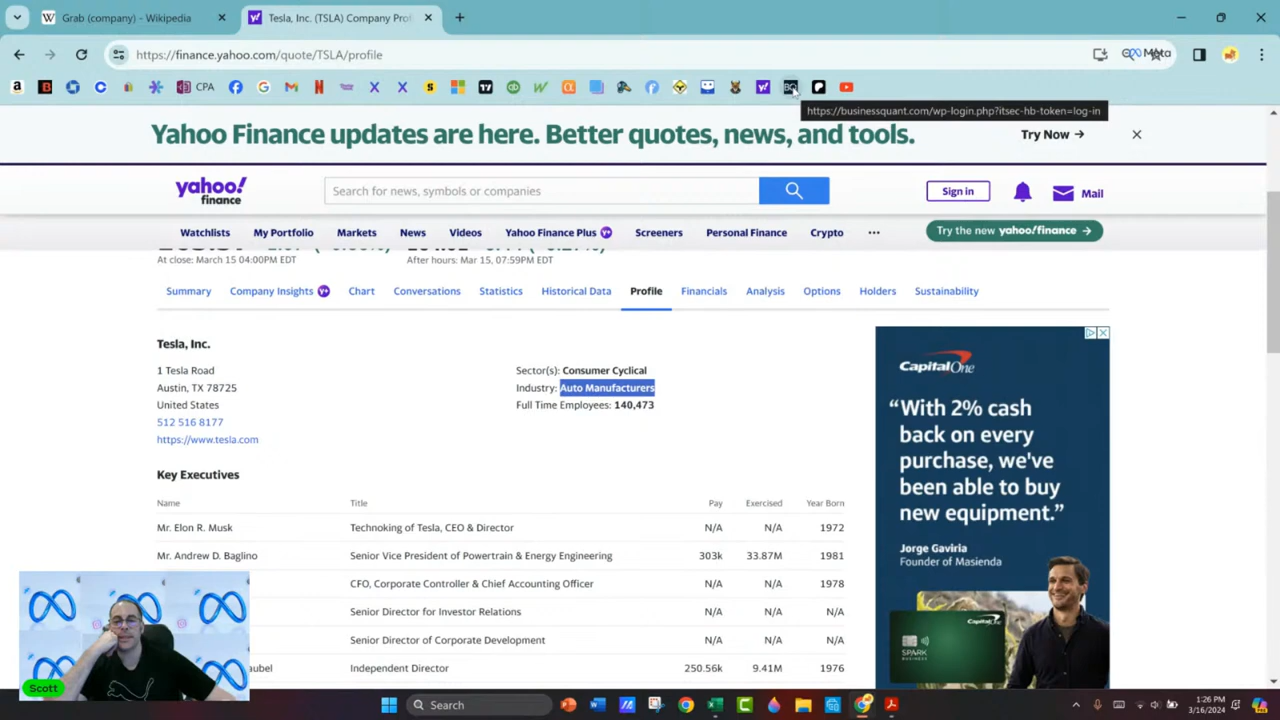 Grab (company) - Wikipedia
Tesla, Inc. (TSLA) Company Prof
https://finance.yahoo.com/quote/TSLA/profile
Meta
CPA
https://businessquant.com/wp-login.php?itsec-hb-token=log-in
Yahoo Finance updates are here. Better quotes, news, and tools.
Try Now →
yahoo!
finance
Search for news, symbols or companies
Sign in
Mail
Watchlists My Portfolio Markets News Videos Yahoo Finance Plus Screeners Personal Finance Crypto ...
Try the new yahoo!finance →
At close: March 15 04:00PM EDT
After hours: Mar 15, 07:59PM EDT
Summary Company Insights Chart Conversations Statistics Historical Data Profile Financials Analysis Options Holders Sustainability
Tesla, Inc.
1 Tesla Road
Austin, TX 78725
United States
512 516 8177
https://www.tesla.com
Sector(s): Consumer Cyclical
Industry: Auto Manufacturers
Full Time Employees: 140,473
Key Executives
Name Title Pay Exercised Year Born
Mr. Elon R. Musk Technoking of Tesla, CEO & Director N/A N/A 1972
Mr. Andrew D. Baglino Senior Vice President of Powertrain & Energy Engineering 303k 33.87M 1981
CFO, Corporate Controller & Chief Accounting Officer N/A N/A 1978
Senior Director for Investor Relations N/A N/A N/A
Senior Director of Corporate Development N/A N/A N/A
aubel Independent Director 250.56k 9.41M 1976
Capital One
“With 2% cash
back on every
purchase, we've
been able to buy
new equipment.”
Jorge Gaviria
Founder of Masienda
Capital One
SPARK
BUSINESS
Scott
Search
1:26 PM
3/16/2024